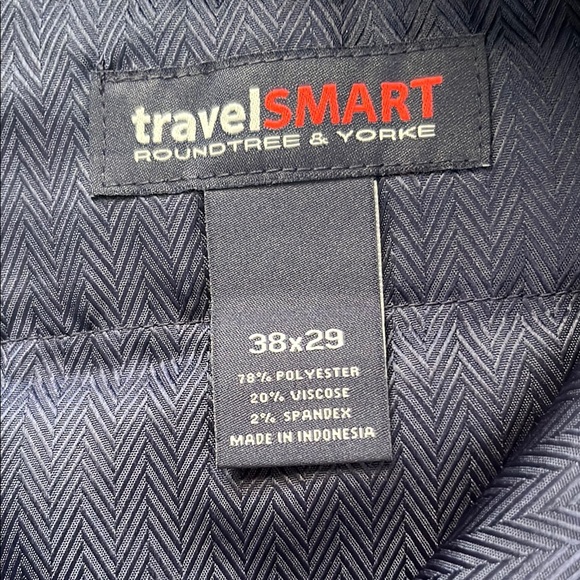 travelSMART
ROUNDTREE & YORKE
38x29
78% POLYESTER
20% VISCOSE
2% SPANDEX
MADE IN INDONESIA